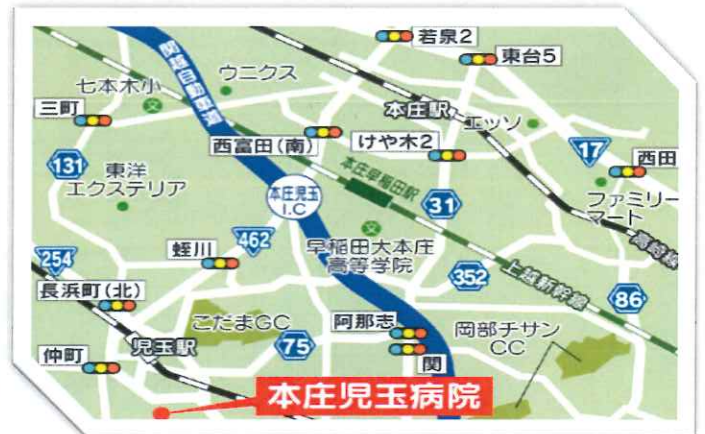 若泉2
東台5
関越自動車道
ウニクス
七本木小
文
本庄駅
エッソ
三町
西富田(南)
けや木2
17
西田
131
東洋
エクステリア
本庄児玉
I.C
本庄早稲田駅
31
ファミリー
マート
高崎線
文
早稲田大本庄
高等学院
462
254
蛭川
352
上越新幹線
86
長浜町(北)
こだまGC
阿那志
岡部チサン
CC
児玉駅
75
関
仲町
本庄児玉病院